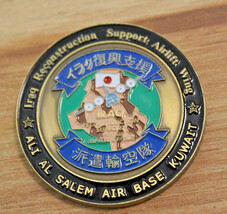 Iraq Reconstruction Support Airlift Wing
イラク復興支援
派遣輸空隊
ALI AL SALEM AIR BASE, KUWAIT